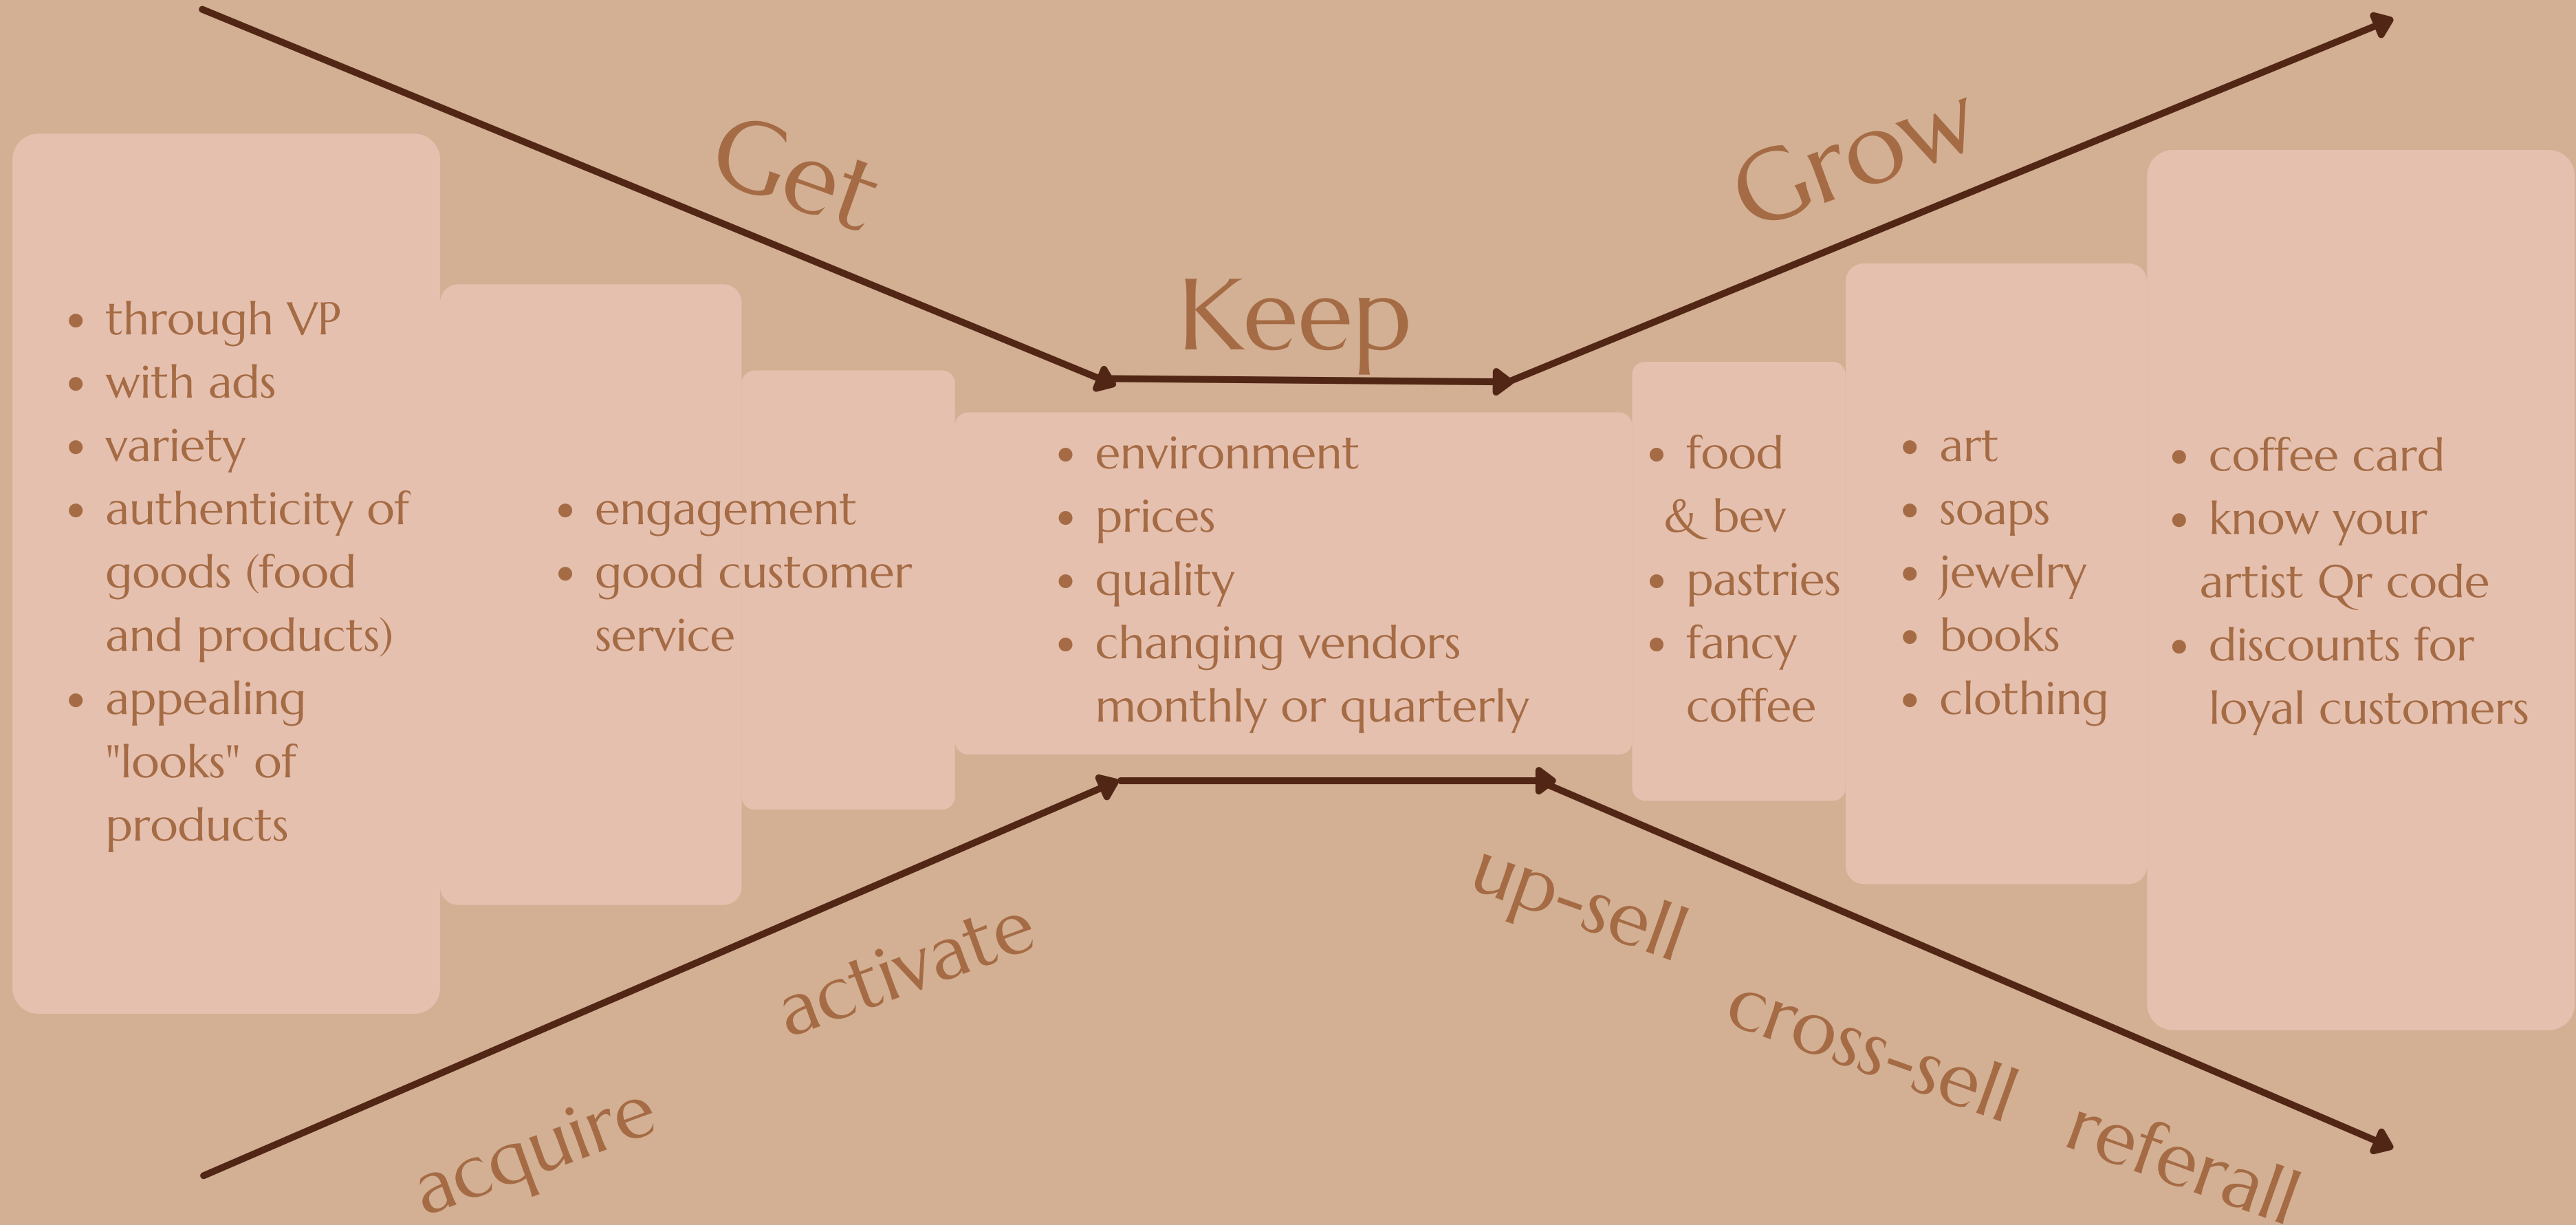 Get
Keep
Grow
• through VP
• with ads
• variety
• authenticity of
goods (food
and products)
• appealing
"looks" of
products
• engagement
• good customer
service
• environment
• prices
• quality
• changing vendors
monthly or quarterly
• food
& bev
• pastries
• fancy
coffee
• art
• soaps
• jewelry
• books
• clothing
• coffee card
• know your
artist Qr code
• discounts for
loyal customers
acquire
activate
up-sell
cross-sell
referall